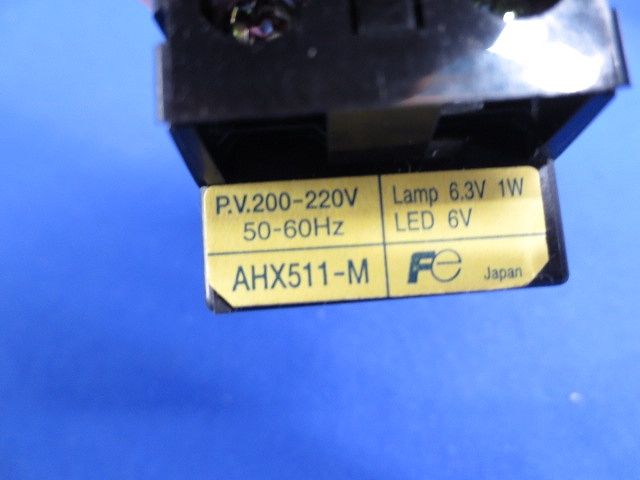 P.V.200-220V
50-60Hz
Lamp 6.3V 1W
LED 6V
AHX511-M
Fe Japan